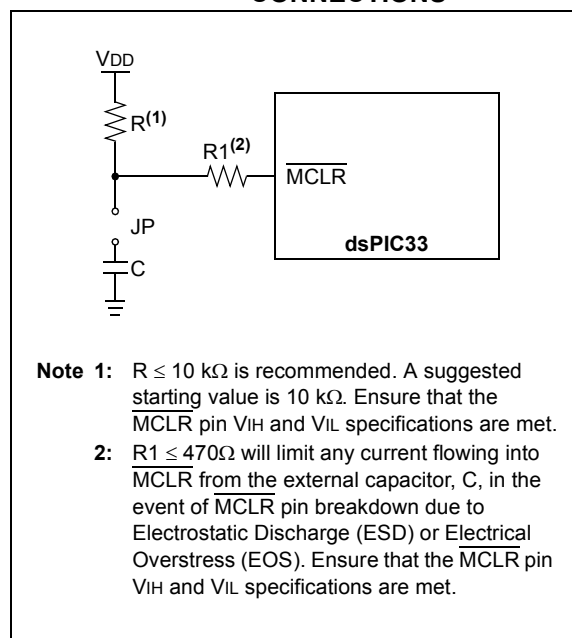 CONNECTIONS
VDD
R(1)
R1(2)
MCLR
JP
dsPIC33
C
Note 1: R ≤ 10 kΩ is recommended. A suggested
starting value is 10 kΩ. Ensure that the
MCLR pin VIH and VIL specifications are met.
2: R1 ≤ 470Ω will limit any current flowing into
MCLR from the external capacitor, C, in the
event of MCLR pin breakdown due to
Electrostatic Discharge (ESD) or Electrical
Overstress (EOS). Ensure that the MCLR pin
VIH and VIL specifications are met.